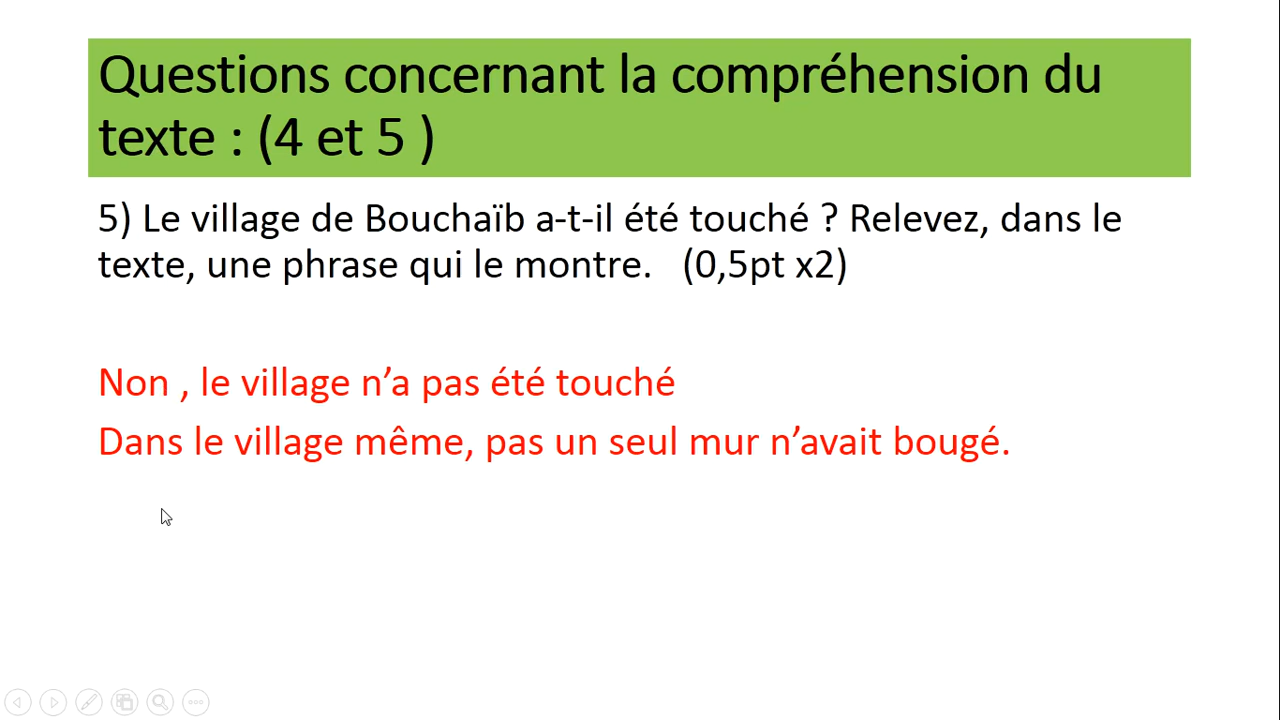 Questions concernant la compréhension du
texte : (4 et 5 )
5) Le village de Bouchaïb a-t-il été touché ? Relevez, dans le
texte, une phrase qui le montre. (0,5pt x2)
Non , le village n’a pas été touché
Dans le village même, pas un seul mur n’avait bougé.